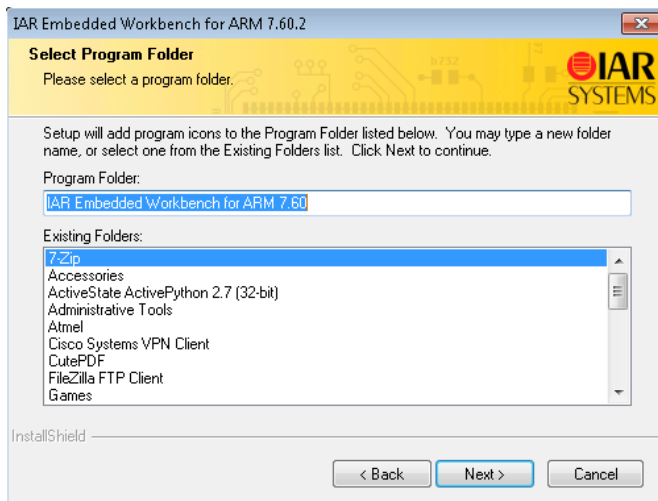 IAR Embedded Workbench for ARM 7.60.2
Select Program Folder
Please select a program folder.
b732
37
IAR
SYSTEMS
Setup will add program icons to the Program Folder listed below. You may type a new folder
name, or select one from the Existing Folders list. Click Next to continue.
Program Folder:
IAR Embedded Workbench for ARM 7.60
Existing Folders:
7-Zip
Accessories
ActiveState ActivePython 2.7 (32-bit)
Administrative Tools
Atmel
Cisco Systems VPN Client
CutePDF
FileZilla FTP Client
Games
InstallShield
< Back
Next >
Cancel